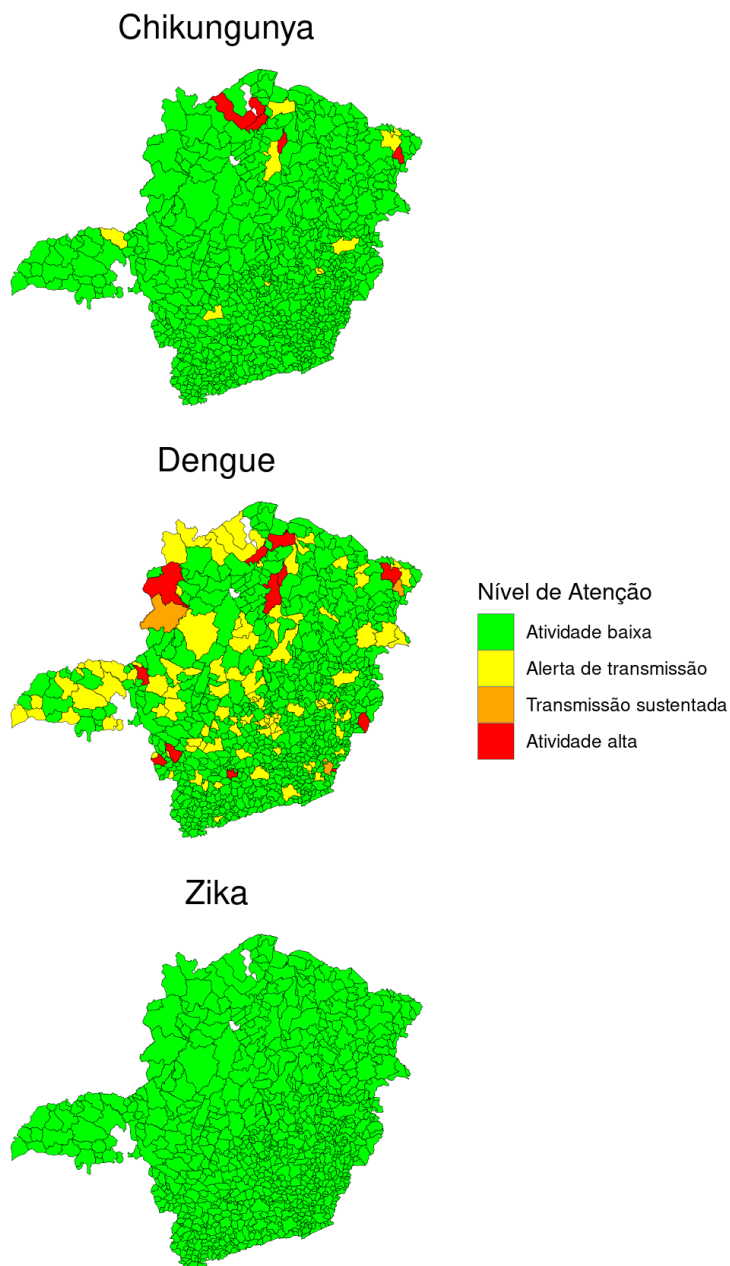 Chikungunya
Dengue
Nível de Atenção
Atividade baixa
Alerta de transmissão
Transmissão sustentada
Atividade alta
Zika